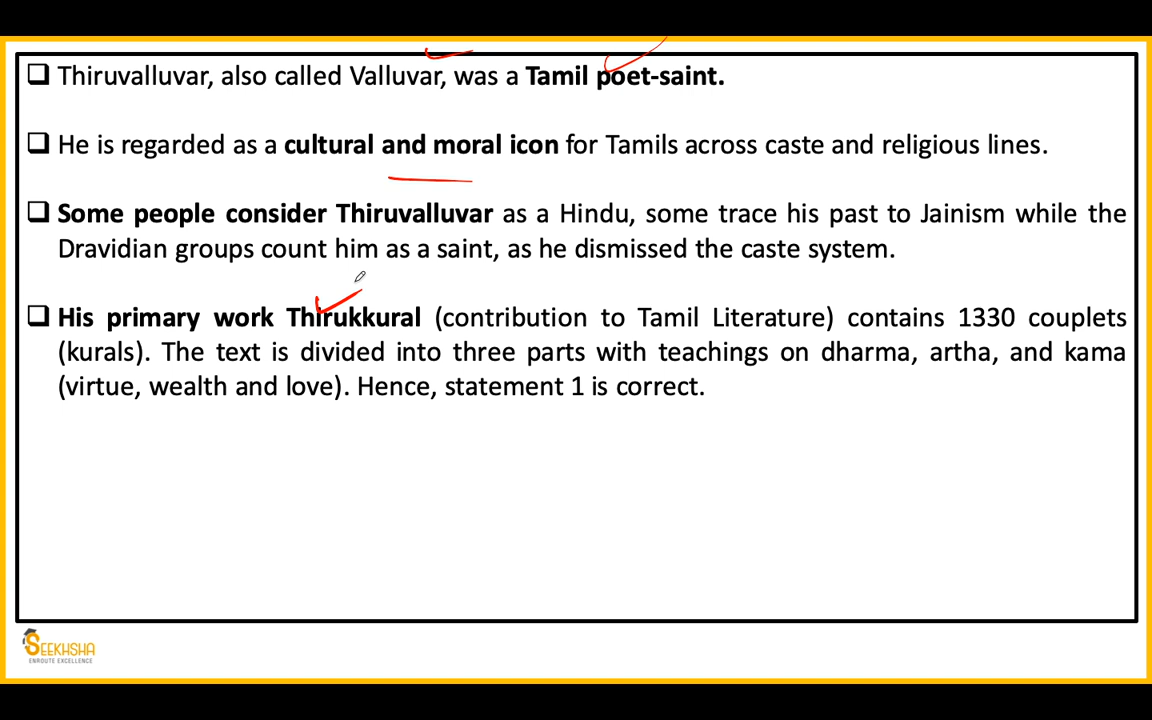 ❑ Thiruvalluvar, also called Valluvar, was a Tamil poet-saint.
❑ He is regarded as a cultural and moral icon for Tamils across caste and religious lines.
❑ Some people consider Thiruvalluvar as a Hindu, some trace his past to Jainism while the
Dravidian groups count him as a saint, as he dismissed the caste system.
❑ His primary work Thirukkural (contribution to Tamil Literature) contains 1330 couplets
(kurals). The text is divided into three parts with teachings on dharma, artha, and kama
(virtue, wealth and love). Hence, statement 1 is correct.
SEEKHSHA
ENROUTE EXCELLENCE